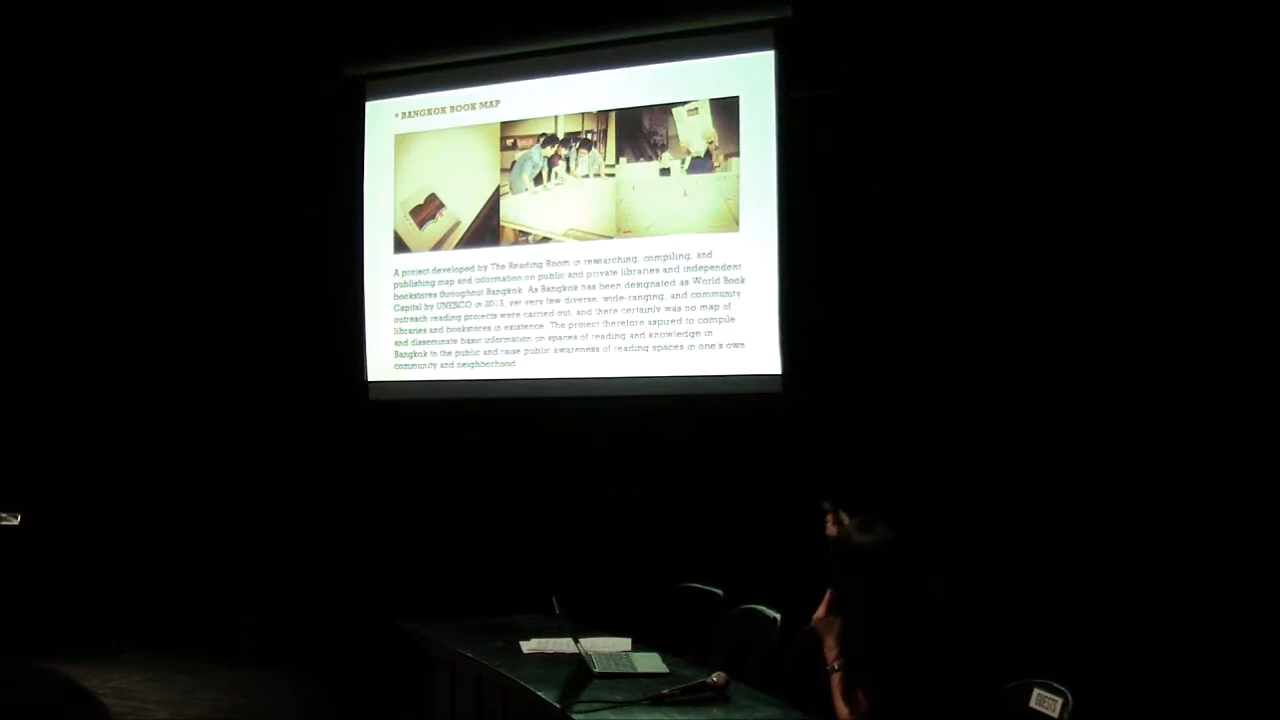 * BANGKOK BOOK MAP
A project developed by The Reading Room in researching, compiling, and
publishing map and information on public and private libraries and independent
bookstores throughout Bangkok. As Bangkok has been designated as World Book
Capital by UNESCO in 2013, yet very few diverse, wide-ranging, and community
outreach reading projects were carried out, and there certainly was no map of
libraries and bookstores in existence. The project therefore aspired to compile
and disseminate basic information on spaces of reading and knowledge in
Bangkok to the public and raise public awareness of reading spaces in one's own
community and neighborhood.
GUESTS